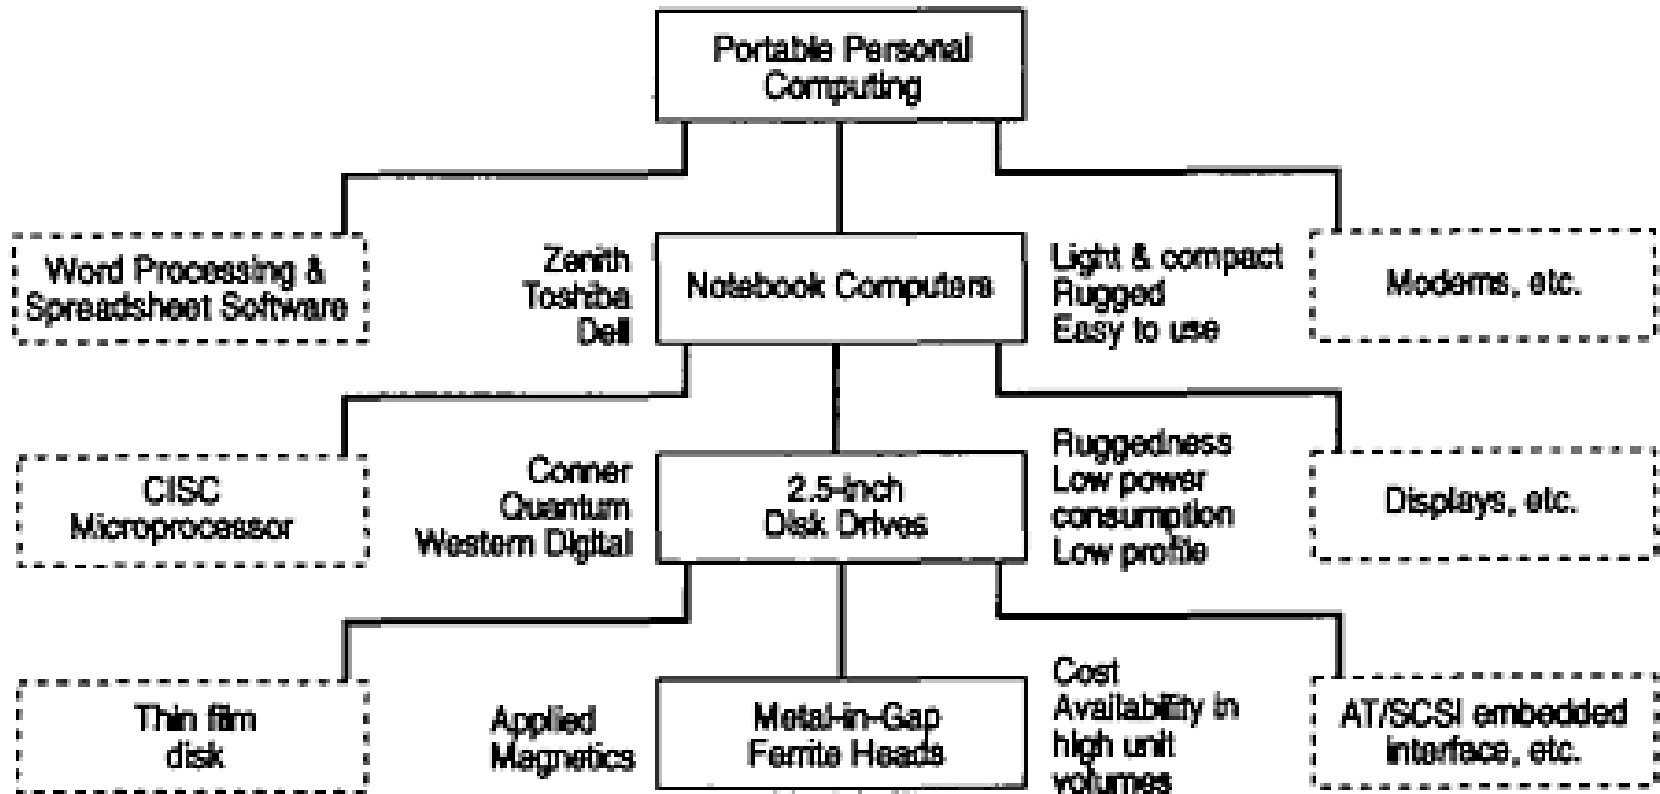 Portable Personal
Computing
Word Processing &
Spreadsheet Software
Zenith
Toshiba
Dell
Notebook Computers
Light & compact
Rugged
Easy to use
Modems, etc.
CISC
Microprocessor
Conner
Quantum
Western Digital
2.5-inch
Disk Drives
Ruggedness
Low power
consumption
Low profile
Displays, etc.
Thin film
disk
Applied
Magnetics
Metal-in-Gap
Ferrite Heads
Cost
Availability in
high unit
volumes
AT/SCSI embedded
interface, etc.